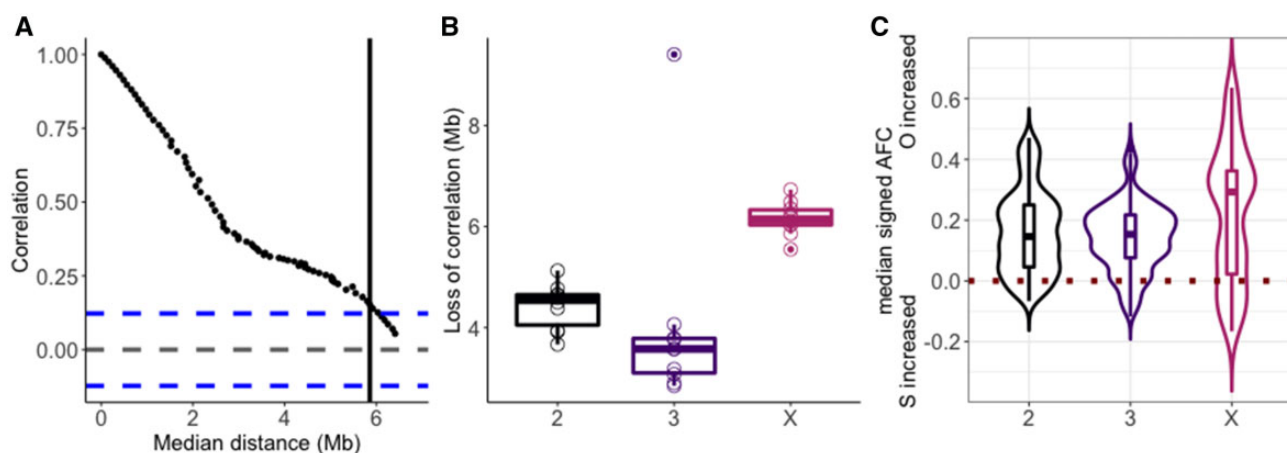 A
1.00
0.75
0.50
0.25
0.00
Correlation
0
2
4
6
Median distance (Mb)
B
8
6
4
Loss of correlation (Mb)
2
3
X
C
S increased
O increased
median signed AFC
0.6
0.4
0.2
0.0
-0.2
2
3
X